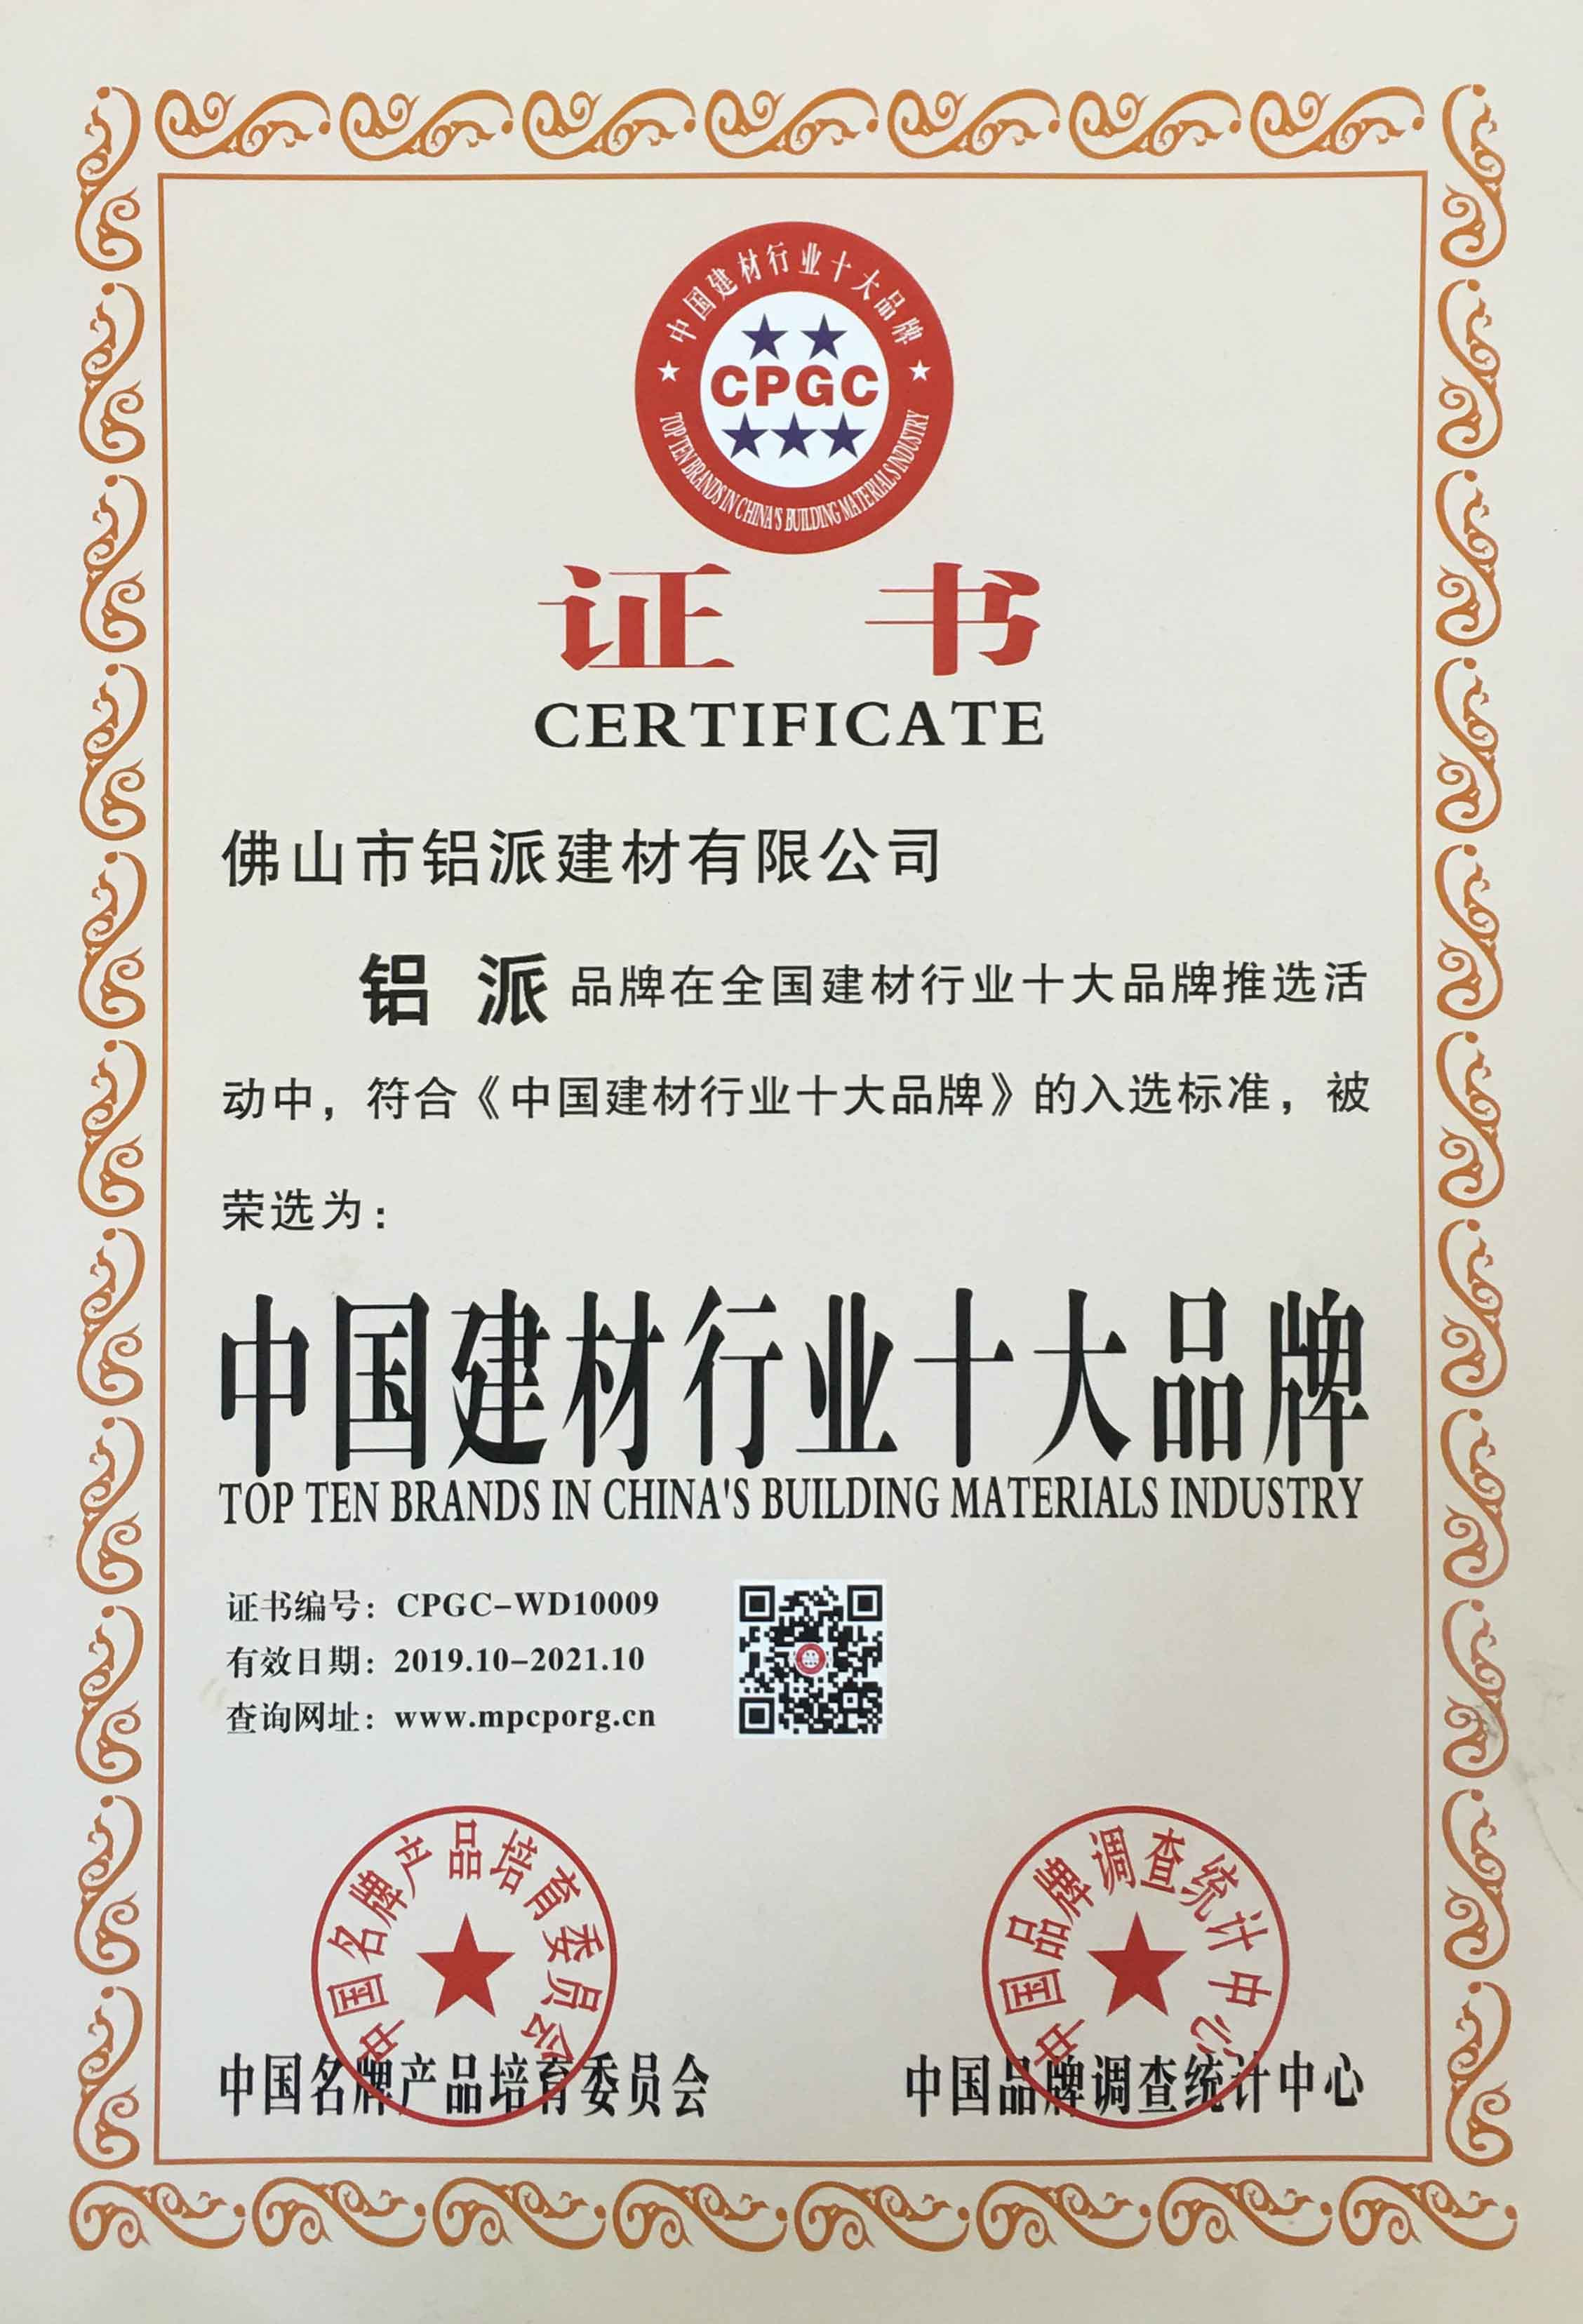 中国建材行业十大品牌
CPGC
TOP TEN BRANDS IN CHINA'S BUILDING MATERIALS INDUSTRY
证 书
CERTIFICATE
佛山市铝派建材有限公司
铝 派 品牌在全国建材行业十大品牌推选活
动中，符合《中国建材行业十大品牌》的入选标准，被
荣选为：
中国建材行业十大品牌
TOP TEN BRANDS IN CHINA'S BUILDING MATERIALS INDUSTRY
证书编号：CPGC-WD10009
有效日期：2019.10-2021.10
查询网址：www.mpcporg.cn
中国名牌产品培育委员会
中国品牌调查统计中心
中国名牌产品培育委员会
中国品牌调查统计中心